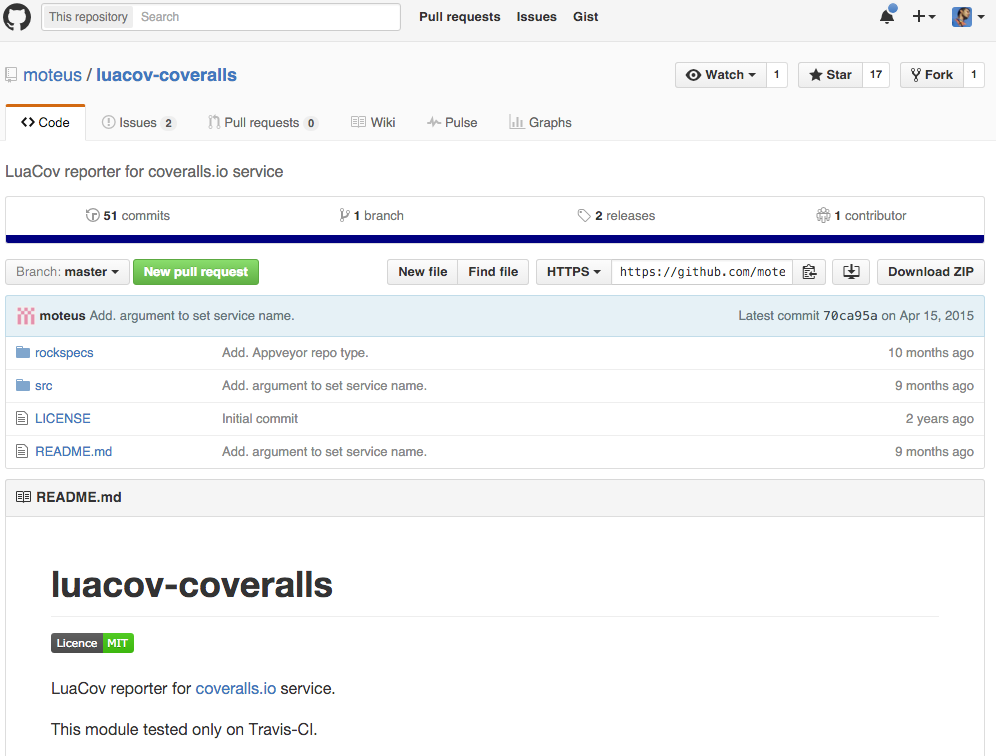 This repository Search Pull requests Issues Gist
moteus / luacov-coveralls Watch 1 Star 17 Fork 1
Code Issues 2 Pull requests 0 Wiki Pulse Graphs
LuaCov reporter for coveralls.io service
51 commits 1 branch 2 releases 1 contributor
Branch: master New pull request New file Find file HTTPS https://github.com/mote Download ZIP
moteus Add. argument to set service name. Latest commit 70ca95a on Apr 15, 2015
rockspecs Add. Appveyor repo type. 10 months ago
src Add. argument to set service name. 9 months ago
LICENSE Initial commit 2 years ago
README.md Add. argument to set service name. 9 months ago
README.md
luacov-coveralls
Licence MIT
LuaCov reporter for coveralls.io service.
This module tested only on Travis-CI.